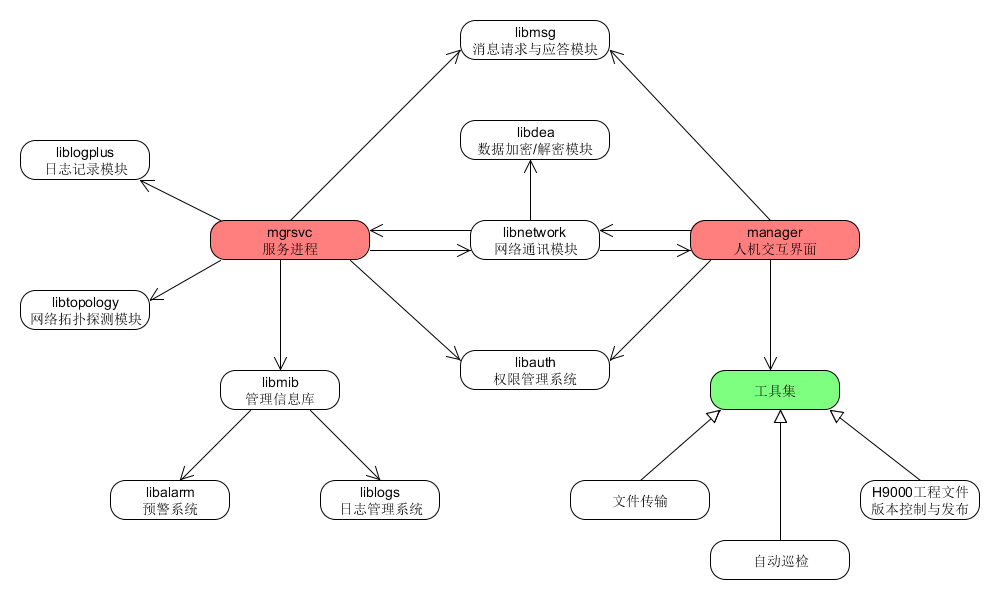 libmsg
消息请求与应答模块
libdea
数据加密/解密模块
liblogplus
日志记录模块
mgrsvc
服务进程
libnetwork
网络通讯模块
manager
人机交互界面
libtopology
网络拓扑探测模块
libauth
权限管理系统
libmib
管理信息库
工具集
libalarm
预警系统
liblogs
日志管理系统
文件传输
H9000工程文件
版本控制与发布
自动巡检